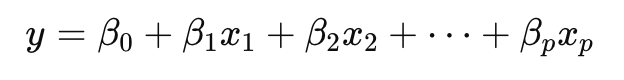 y = β₀ + β₁x₁ + β₂x₂ + ⋯ + βₚxₚ